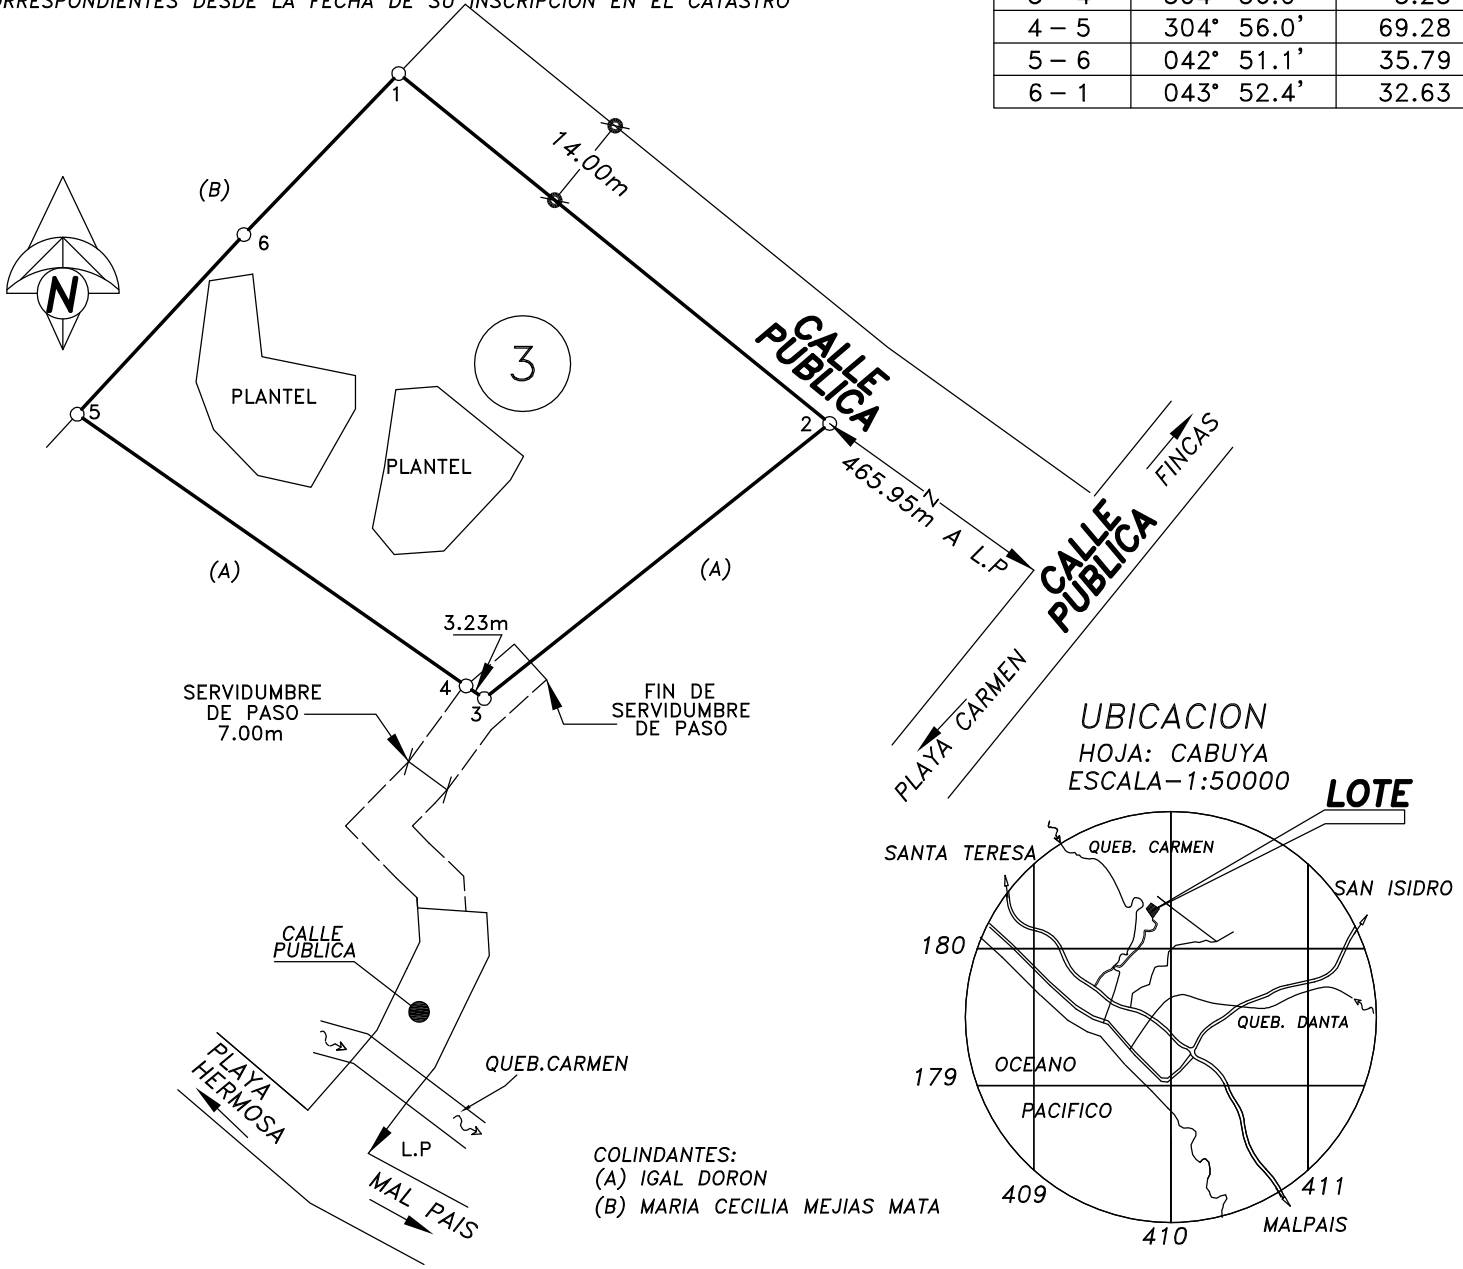 CORRESPONDIENTES DESDE LA FECHA DE SU INSCRIPCION EN EL CATASTRO
4 – 5 304° 56.0' 69.28
5 – 6 042° 51.1' 35.79
6 – 1 043° 52.4' 32.63
1
14.00m
(B)
6
N
3
CALLE
PUBLICA
PLANTEL
5
2
FINCAS
PLANTEL
465.95m A L.P
N
CALLE
PUBLICA
(A)
(A)
3.23m
4
3
SERVIDUMBRE
DE PASO
7.00m
FIN DE
SERVIDUMBRE
DE PASO
PLAYA CARMEN
UBICACION
HOJA: CABUYA
ESCALA–1:50000
LOTE
SANTA TERESA
QUEB. CARMEN
SAN ISIDRO
180
CALLE
PUBLICA
QUEB. DANTA
OCEANO
179
PACIFICO
PLAYA
HERMOSA
QUEB.CARMEN
L.P
MAL PAIS
COLINDANTES:
(A) IGAL DORON
(B) MARIA CECILIA MEJIAS MATA
409
411
410
MALPAIS